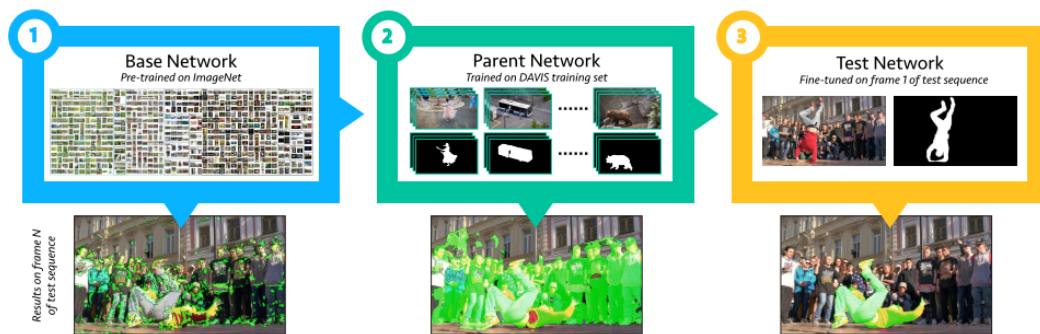 1
Base Network
Pre-trained on ImageNet
2
Parent Network
Trained on DAVIS training set
......
......
3
Test Network
Fine-tuned on frame 1 of test sequence
Results on frame N
of test sequence